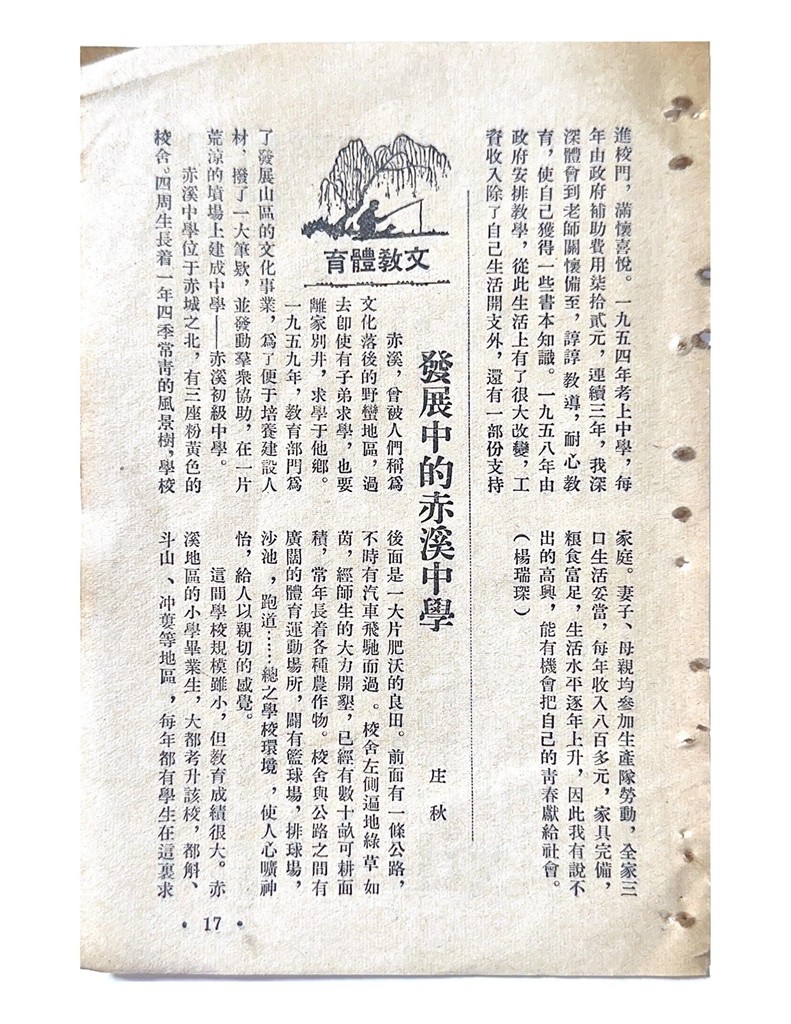 進校門，滿懷喜悅。一九五四年考上中學，每
年由政府補助費用柒拾貳元，連續三年，我深
深體會到老師關懷備至，諄諄教導，耐心教
育，使自己獲得一些書本知識。一九五八年由
政府安排教學，從此生活上有了很大改變，工
資收入除了自己生活開支外，還有一部份支持
家庭。妻子、母親均叄加生產隊勞動，全家三
口生活妥當，每年收入八百多元，家具完備，
粮食富足，生活水平逐年上升，因此我有說不
出的高興，能有機會把自己的靑春獻給社會。
（楊瑞琛）
育體教文
發展中的赤溪中學
庄秋
赤溪，曾被人們稱爲
文化落後的野蠻地區，過
去卽使有子弟求學，也要
離家別井，求學于他鄉。
一九五九年，教育部門爲
了發展山區的文化事業，爲了便于培養建設人
材，撥了一大筆欵，並發動羣衆協助，在一片
荒涼的墳場上建成中學——赤溪初級中學。
赤溪中學位于赤城之北，有三座粉黃色的
校舍。四周生長着一年四季常靑的風景樹，學校
後面是一大片肥沃的良田。前面有一條公路，
不時有汽車飛馳而過。校舍左側遍地綠草如
茵，經師生的大力開墾，已經有數十畝可耕面
積，常年長着各種農作物。校舍與公路之間有
廣闊的體育運動場所，闢有籃球場，排球場，
沙池，跑道……總之學校環境，使人心曠神
怡，給人以親切的感覺。
這間學校規模雖小，但教育成績很大。赤
溪地區的小學畢業生，大都考升該校，都斛、
斗山、冲蔞等地區，每年都有學生在這裏求
• 17 •